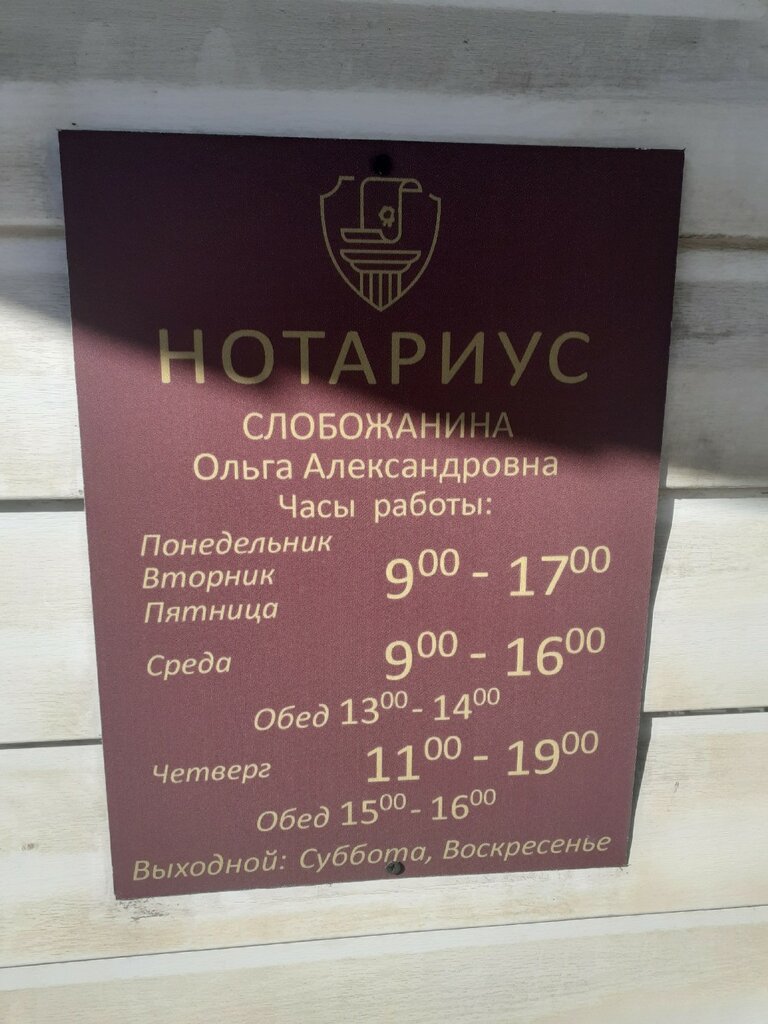 НОТАРИУС
СЛОБОЖАНИНА
Ольга Александровна
Часы работы:
Понедельник
Вторник
Пятница
9⁰⁰ - 17⁰⁰
Среда 9⁰⁰ - 16⁰⁰
Обед 13⁰⁰ - 14⁰⁰
Четверг 11⁰⁰ - 19⁰⁰
Обед 15⁰⁰ - 16⁰⁰
Выходной: Суббота, Воскресенье